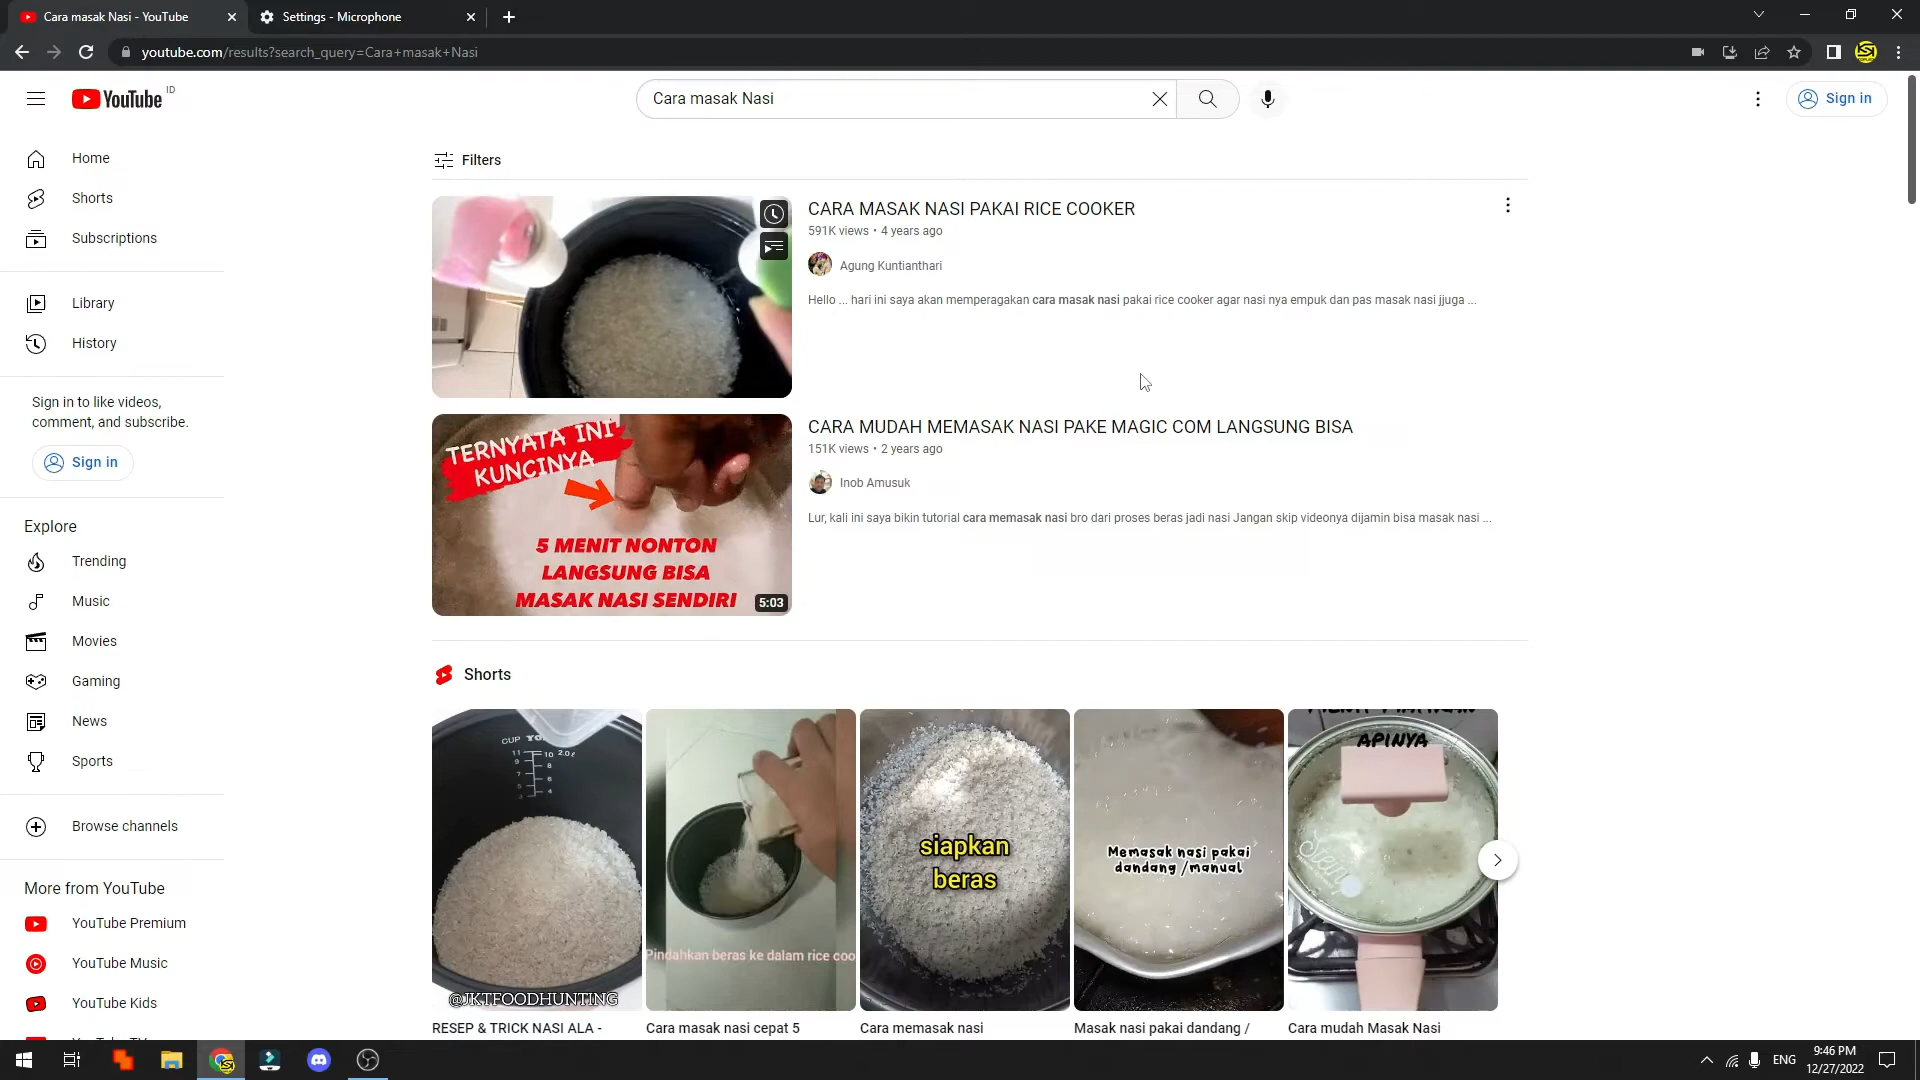 Cara masak Nasi - YouTube
Settings - Microphone
youtube.com/results?search_query=Cara+masak+Nasi
YouTube ID
Cara masak Nasi
Sign in
Home
Shorts
Subscriptions
Library
History
Sign in to like videos,
comment, and subscribe.
Sign in
Explore
Trending
Music
Movies
Gaming
News
Sports
Browse channels
More from YouTube
YouTube Premium
YouTube Music
YouTube Kids
Filters
CARA MASAK NASI PAKAI RICE COOKER
591K views • 4 years ago
Agung Kuntianthari
Hello ... hari ini saya akan memperagakan cara masak nasi pakai rice cooker agar nasi nya empuk dan pas masak nasi jjuga ...
TERNYATA INI
KUNCINYA
5 MENIT NONTON
LANGSUNG BISA
MASAK NASI SENDIRI
5:03
CARA MUDAH MEMASAK NASI PAKE MAGIC COM LANGSUNG BISA
151K views • 2 years ago
Inob Amusuk
Lur, kali ini saya bikin tutorial cara memasak nasi bro dari proses beras jadi nasi Jangan skip videonya dijamin bisa masak nasi ...
Shorts
CUP
@JKTFOODHUNTING
Pindahkan beras ke dalam rice coo
siapkan
beras
Memasak nasi pakai
dandang /manual
APINYA
RESEP & TRICK NASI ALA -
Cara masak nasi cepat 5
Cara memasak nasi
Masak nasi pakai dandang /
Cara mudah Masak Nasi
ENG
9:46 PM
12/27/2022